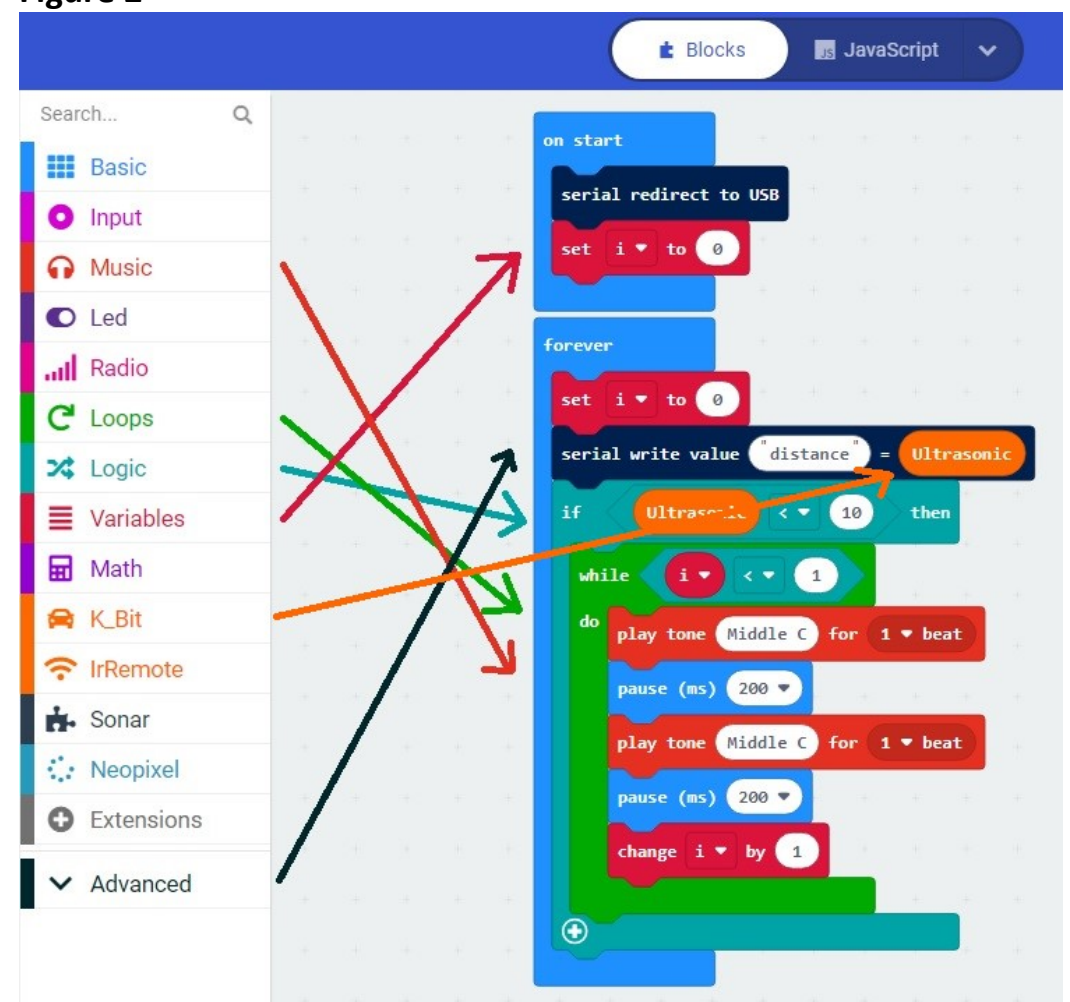 Blocks JavaScript
Search...
Basic
Input
Music
Led
Radio
Loops
Logic
Variables
Math
K_Bit
IrRemote
Sonar
Neopixel
Extensions
Advanced
on start
serial redirect to USB
set i to 0
forever
set i to 0
serial write value "distance" = Ultrasonic
if Ultrasonic < 10 then
while i < 1
do
play tone Middle C for 1 beat
pause (ms) 200
play tone Middle C for 1 beat
pause (ms) 200
change i by 1